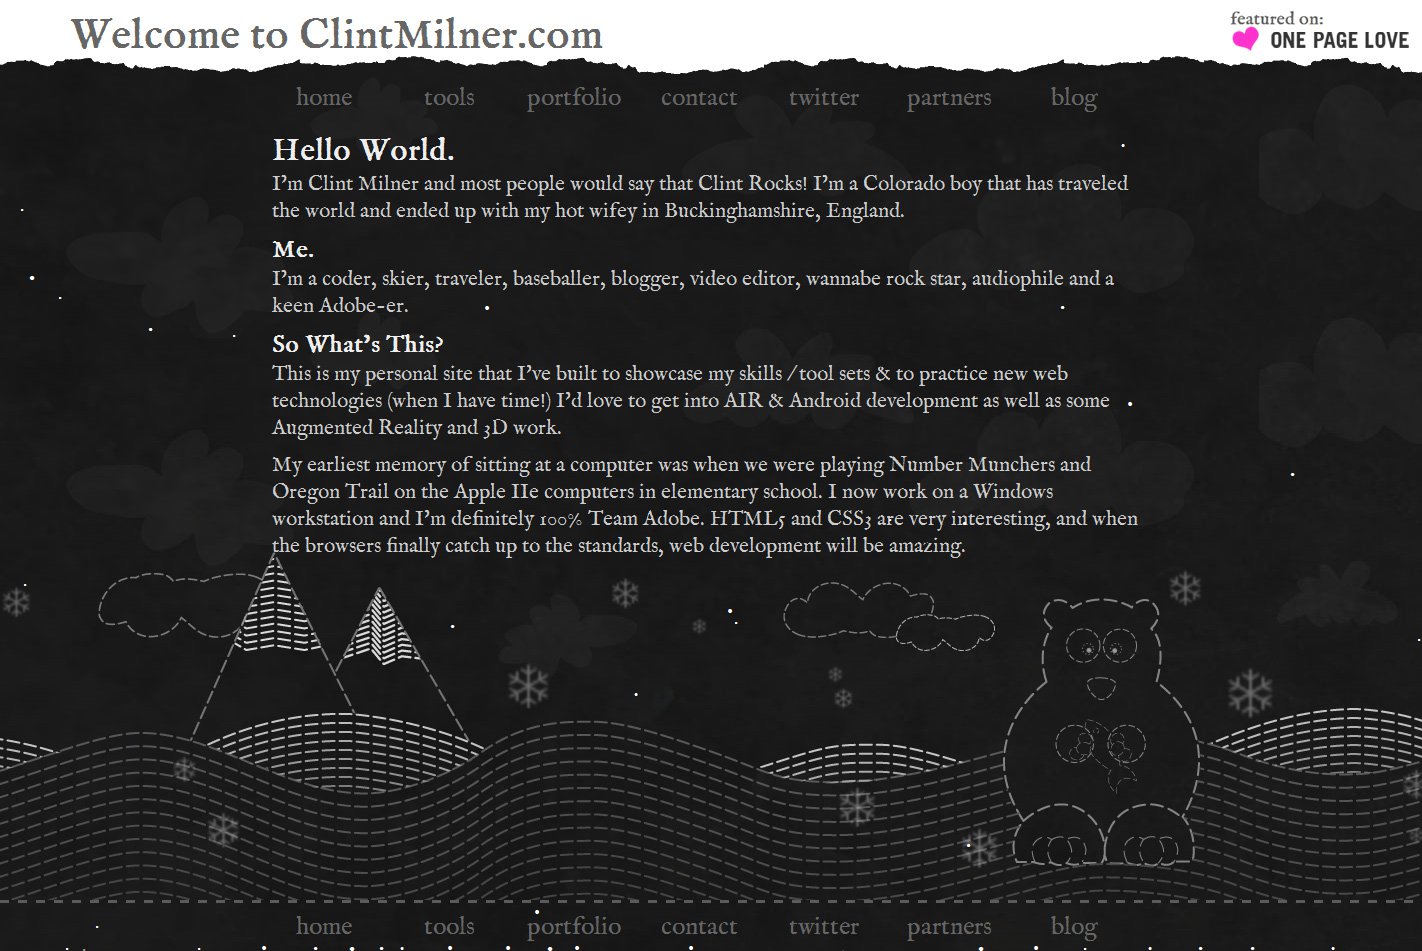 Welcome to ClintMilner.com
featured on:
ONE PAGE LOVE
home tools portfolio contact twitter partners blog
Hello World.
I'm Clint Milner and most people would say that Clint Rocks! I'm a Colorado boy that has traveled
the world and ended up with my hot wifey in Buckinghamshire, England.
Me.
I'm a coder, skier, traveler, baseballer, blogger, video editor, wannabe rock star, audiophile and a
keen Adobe-er.
So What's This?
This is my personal site that I've built to showcase my skills /tool sets & to practice new web
technologies (when I have time!) I'd love to get into AIR & Android development as well as some
Augmented Reality and 3D work.
My earliest memory of sitting at a computer was when we were playing Number Munchers and
Oregon Trail on the Apple IIe computers in elementary school. I now work on a Windows
workstation and I'm definitely 100% Team Adobe. HTML5 and CSS3 are very interesting, and when
the browsers finally catch up to the standards, web development will be amazing.
home tools portfolio contact twitter partners blog